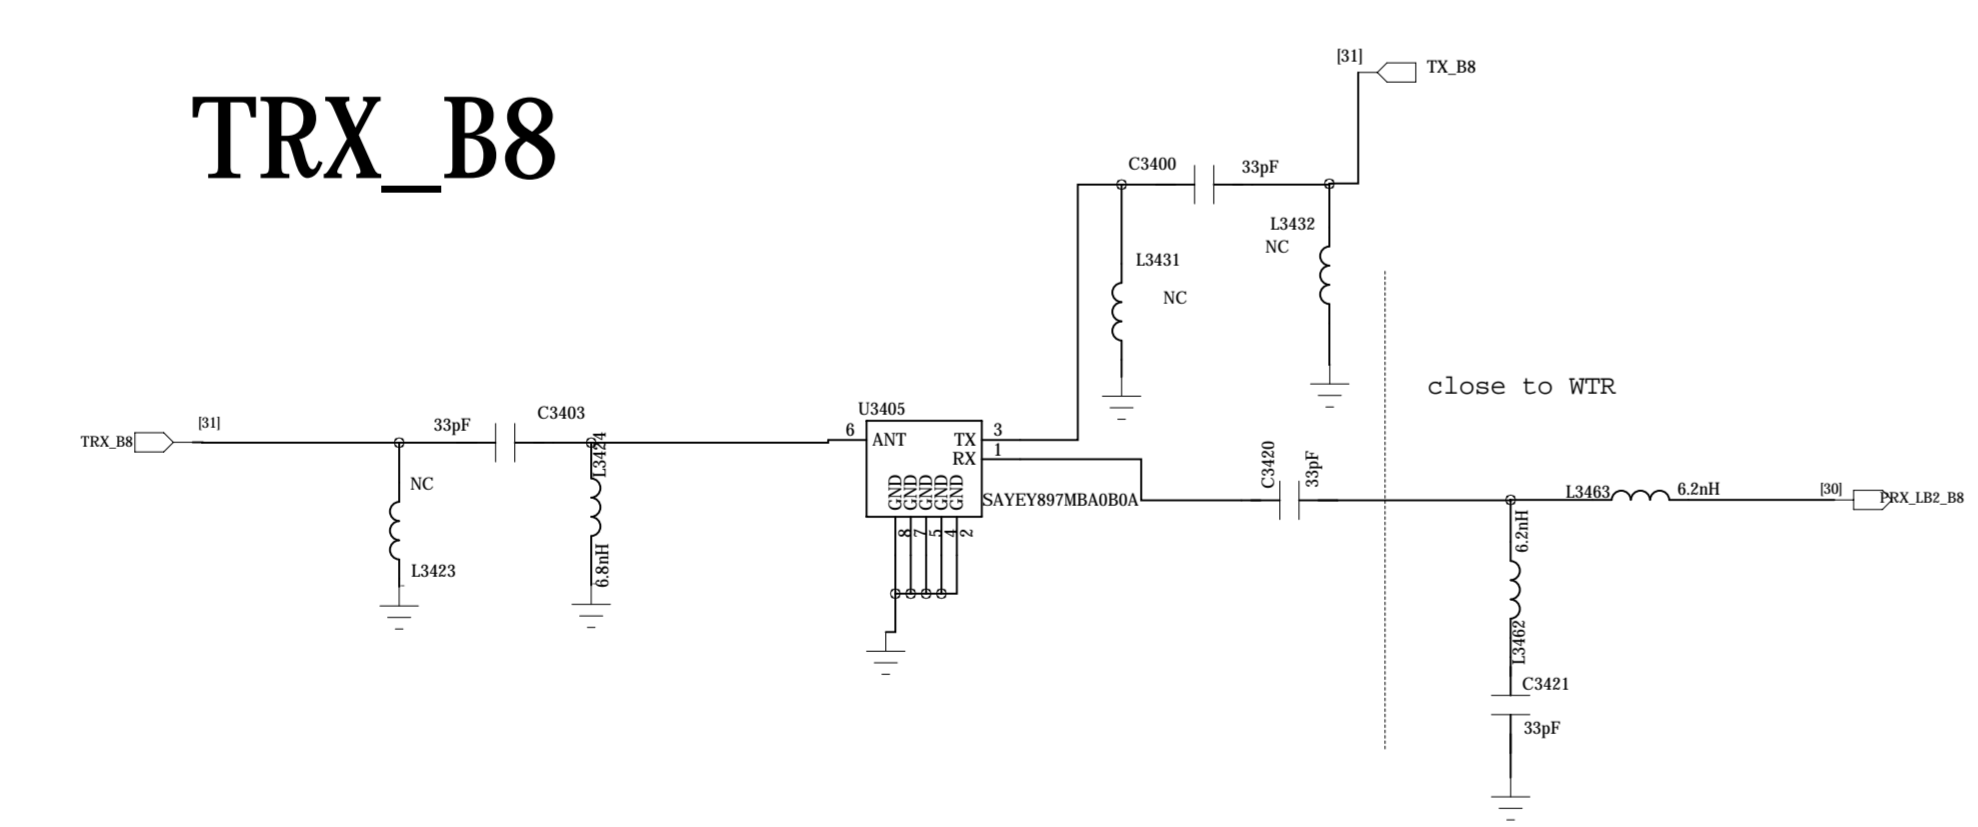 TRX_B8
[31]
TX_B8
C3400
33pF
L3432
NC
L3431
NC
close to WTR
TRX_B8
[31]
33pF
C3403
L3424
NC
L3423
6.8nH
U3405
6
ANT
TX
3
RX
1
GND
GND
GND
GND
GND
SAYEY897MBA0B0A
8
7
5
4
2
C3420
33pF
L3463
6.2nH
[30]
PRX_LB2_B8
6.2nH
L3462
C3421
33pF